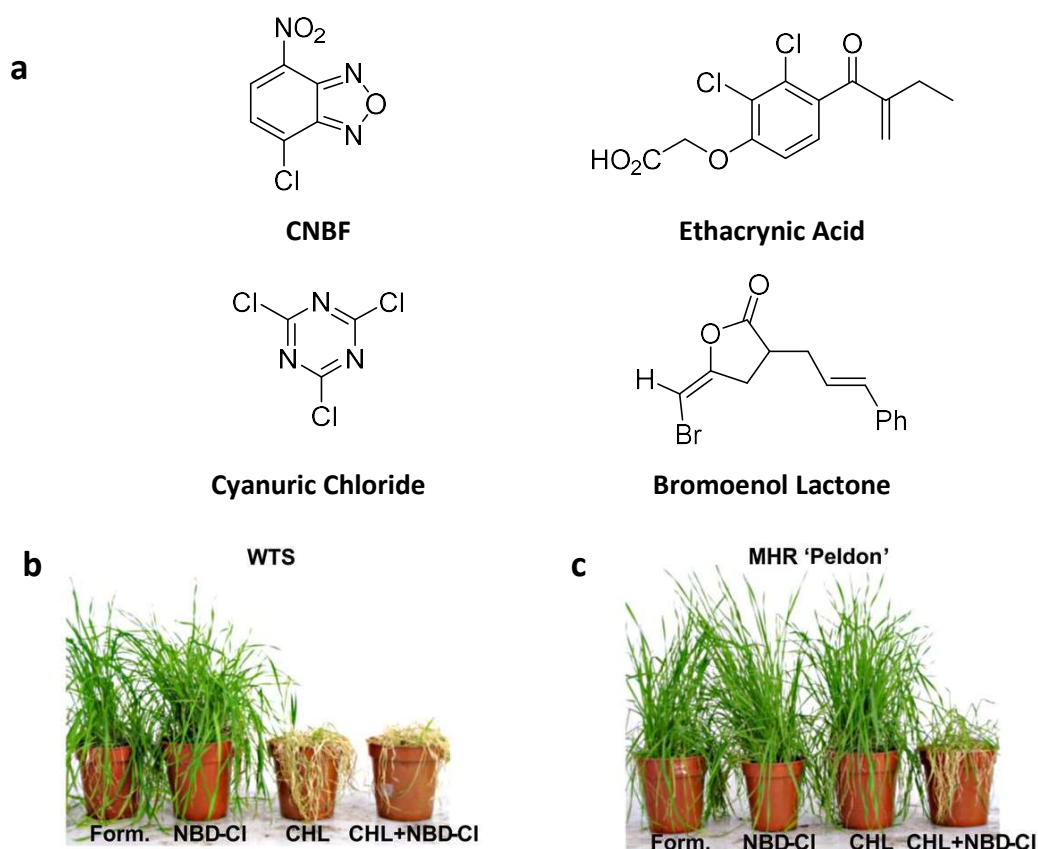 a
NO₂
N
O
N
Cl
CNBF
Cl
O
Cl
HO₂C
O
Ethacrynic Acid
Cl
N
Cl
N
N
Cl
Cyanuric Chloride
O
O
H
Br
Ph
Bromoenol Lactone
b
WTS
Form. NBD-Cl CHL CHL+NBD-Cl
c
MHR ‘Peldon’
Form. NBD-Cl CHL CHL+NBD-Cl